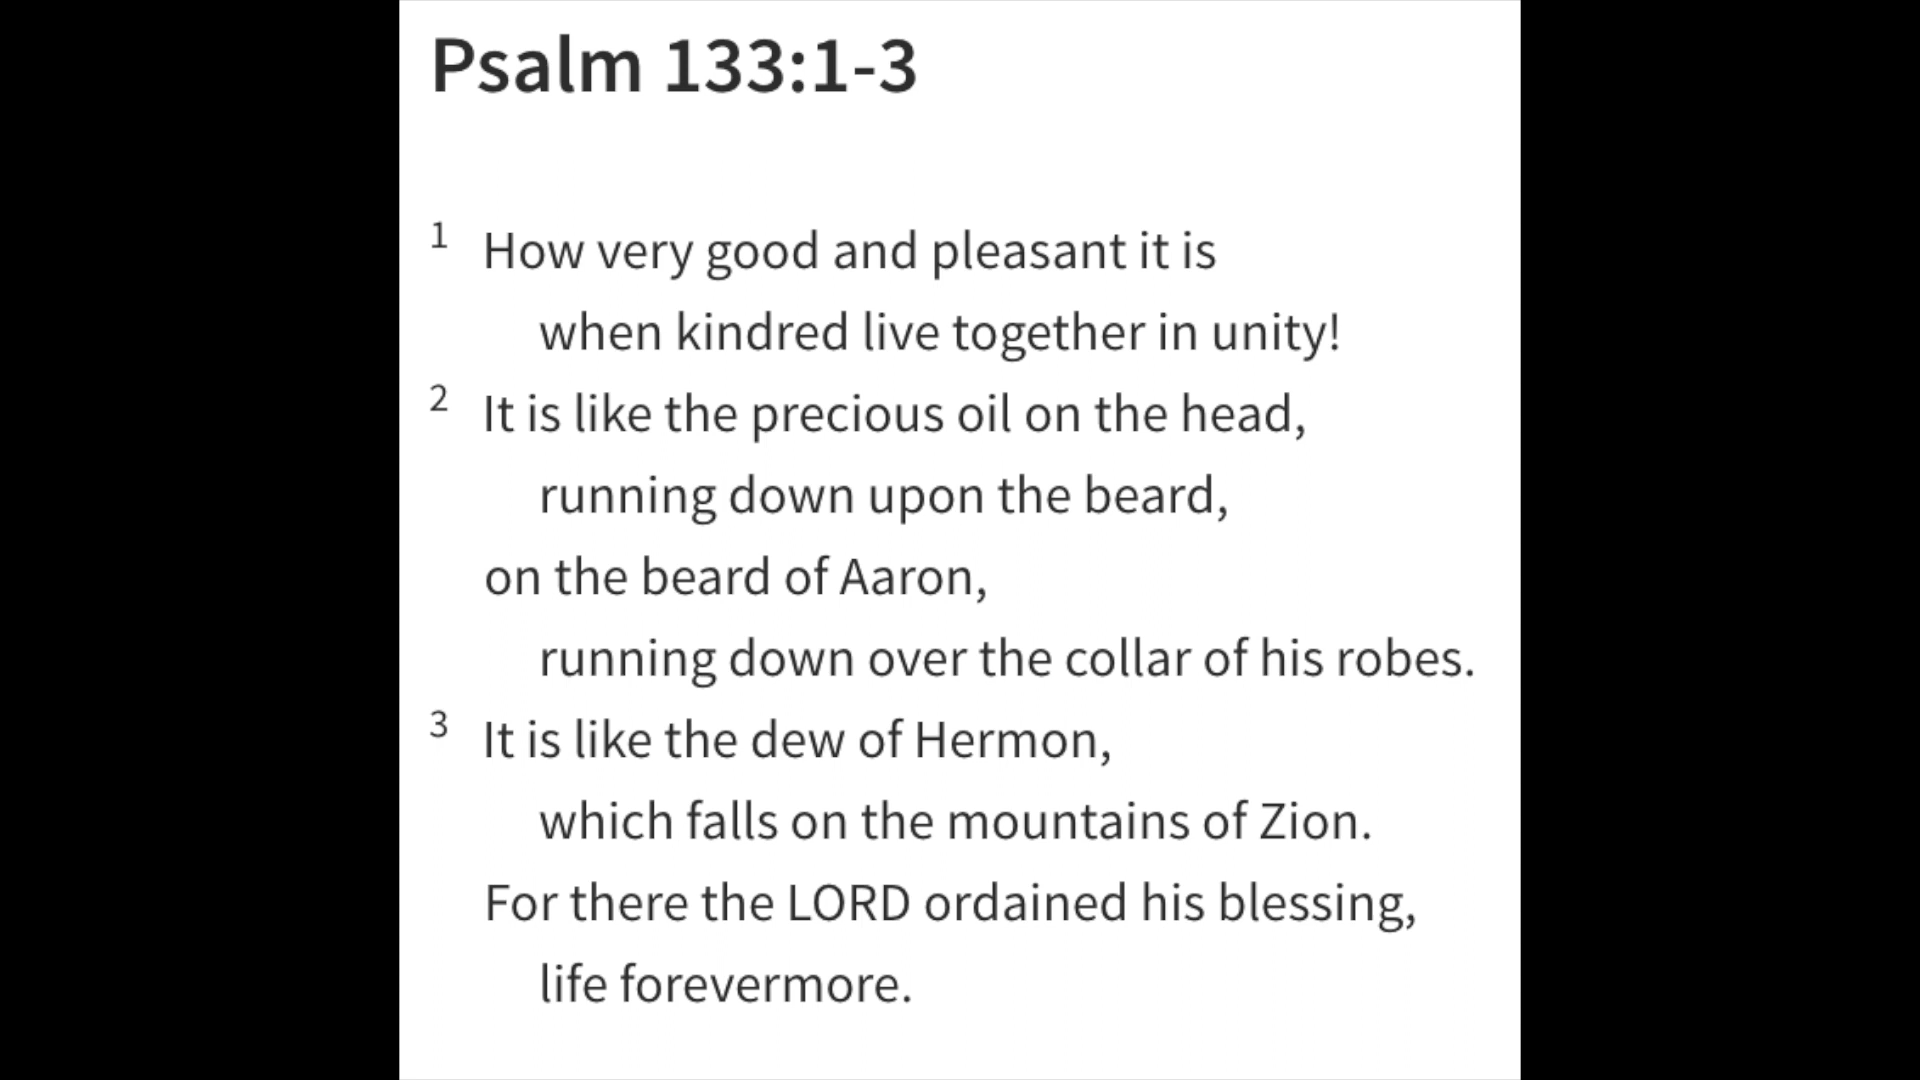 Psalm 133:1-3
1 How very good and pleasant it is
when kindred live together in unity!
2 It is like the precious oil on the head,
running down upon the beard,
on the beard of Aaron,
running down over the collar of his robes.
3 It is like the dew of Hermon,
which falls on the mountains of Zion.
For there the LORD ordained his blessing,
life forevermore.